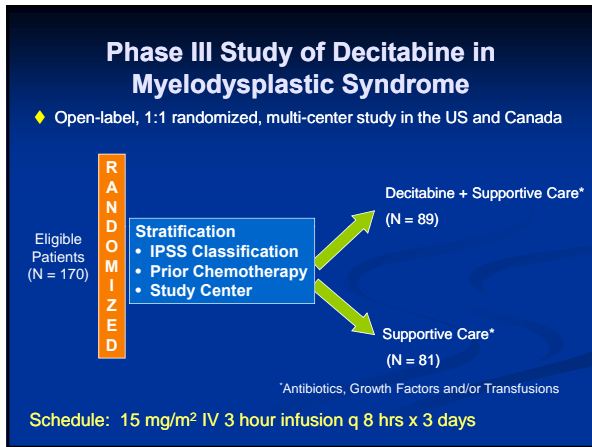 Phase III Study of Decitabine in
Myelodysplastic Syndrome
Open-label, 1:1 randomized, multi-center study in the US and Canada
Eligible
Patients
(N = 170)
RANDOMIZED
Stratification
• IPSS Classification
• Prior Chemotherapy
• Study Center
Decitabine + Supportive Care*
(N = 89)
Supportive Care*
(N = 81)
*Antibiotics, Growth Factors and/or Transfusions
Schedule: 15 mg/m² IV 3 hour infusion q 8 hrs x 3 days